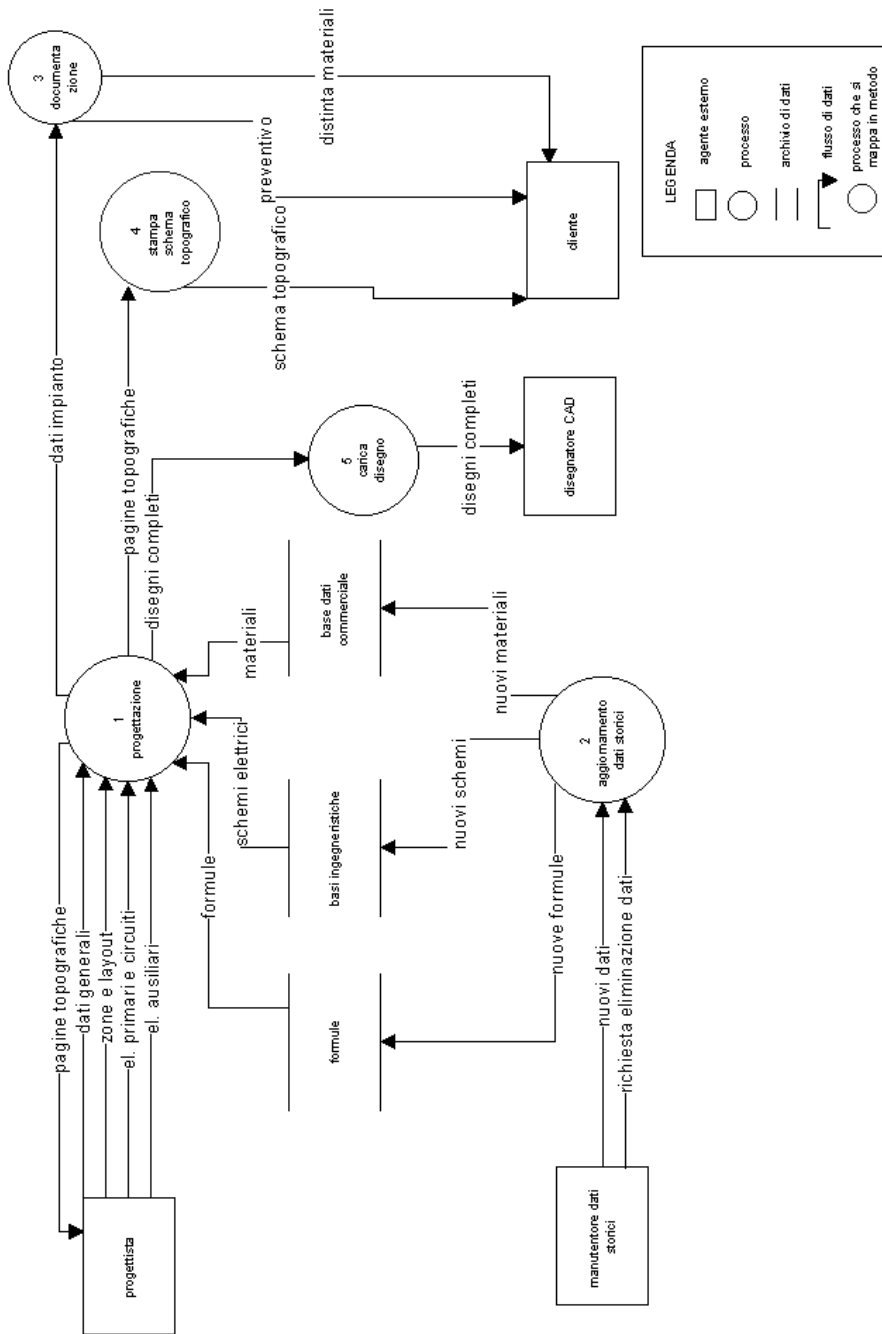 pagine topografiche
dati generali
zone e layout
el. primari e circuiti
el. ausiliari
progettista
1
progettazione
dati impianto
3
documenta
zione
pagine topografiche
disegni completi
4
stampa
schema
topografico
distinta materiali
preventivo
schema topografico
formule
schemi elettrici
materiali
formule
basi ingegneristiche
base dati
commerciale
5
carica
disegno
disegni completi
disegnatore CAD
cliente
nuove formule
nuovi schemi
nuovi materiali
manutentore dati
storici
nuovi dati
richiesta eliminazione dati
2
aggiornamento
dati storici
LEGENDA
agente esterno
processo
archivio di dati
flusso di dati
processo che si
mappa in metodo